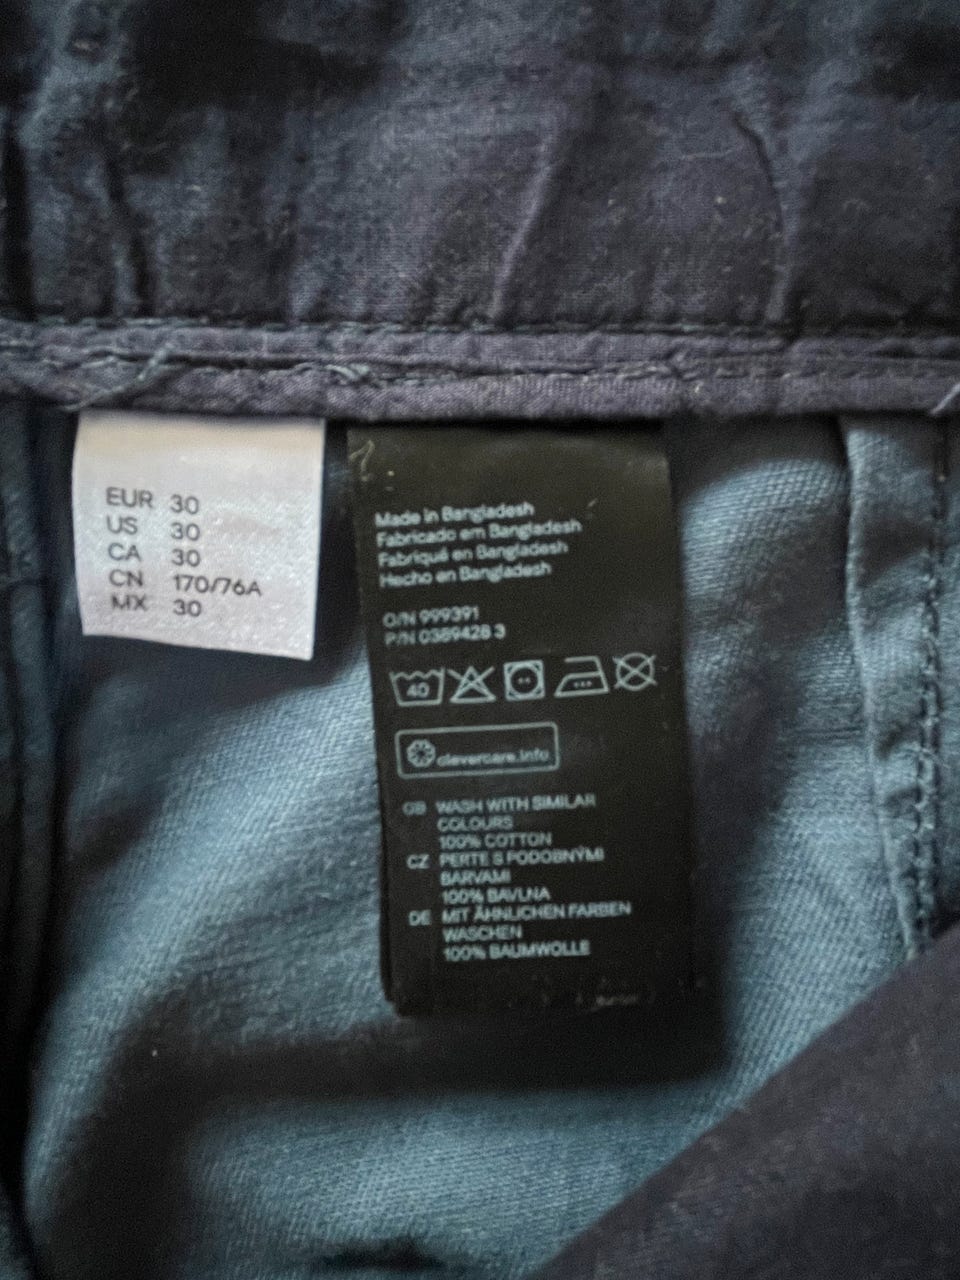 EUR 30
US 30
CA 30
CN 170/76A
MX 30
Made in Bangladesh
Fabricado em Bangladesh
Fabriqué en Bangladesh
Hecho en Bangladesh
O/N 999391
P/N 0389428 3
40
clevercare.info
GB WASH WITH SIMILAR
COLOURS
100% COTTON
CZ PERTE S PODOBNÝMI
BARVAMI
100% BAVLNA
DE MIT ÄHNLICHEN FARBEN
WASCHEN
100% BAUMWOLLE